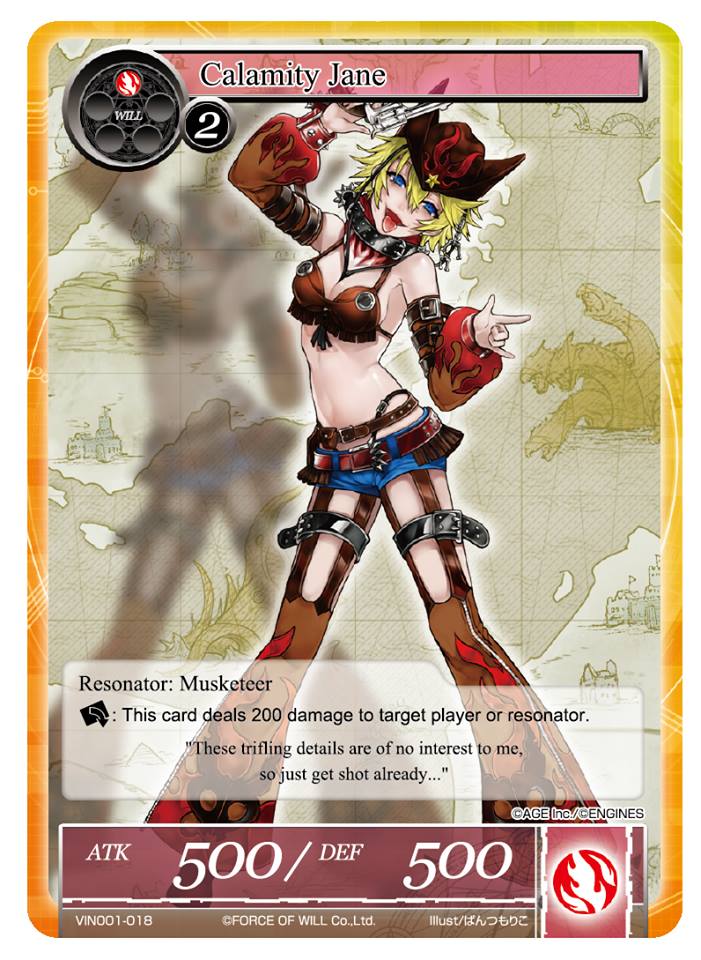 Calamity Jane
WILL
2
Resonator: Musketeer
: This card deals 200 damage to target player or resonator.
"These trifling details are of no interest to me,
so just get shot already..."
©AGE Inc./©ENGINES
ATK 500/ DEF 500
VIN001-018 ©FORCE OF WILL Co.,Ltd. Illust/ぱんつもりこ